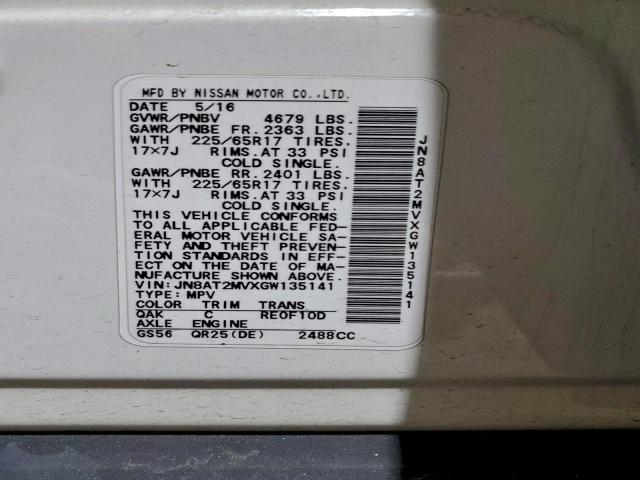 MFD BY NISSAN MOTOR CO.,LTD.
DATE 5/16
GVWR/PNBV 4679 LBS.
GAWR/PNBE FR. 2363 LBS.
WITH 225/65R17 TIRES.
17×7J RIMS.AT 33 PSI
COLD SINGLE.
GAWR/PNBE RR. 2401 LBS.
WITH 225/65R17 TIRES.
17×7J RIMS.AT 33 PSI
COLD SINGLE.
THIS VEHICLE CONFORMS
TO ALL APPLICABLE FED-
ERAL MOTOR VEHICLE SA-
FETY AND THEFT PREVEN-
TION STANDARDS IN EFF-
ECT ON THE DATE OF MA-
NUFACTURE SHOWN ABOVE.
VIN: JN8AT2MVXGW135141
TYPE: MPV
COLOR TRIM TRANS
QAK C RE0F10D
AXLE ENGINE
GS56 QR25(DE) 2488CC
JN8AT2MVXGW135141